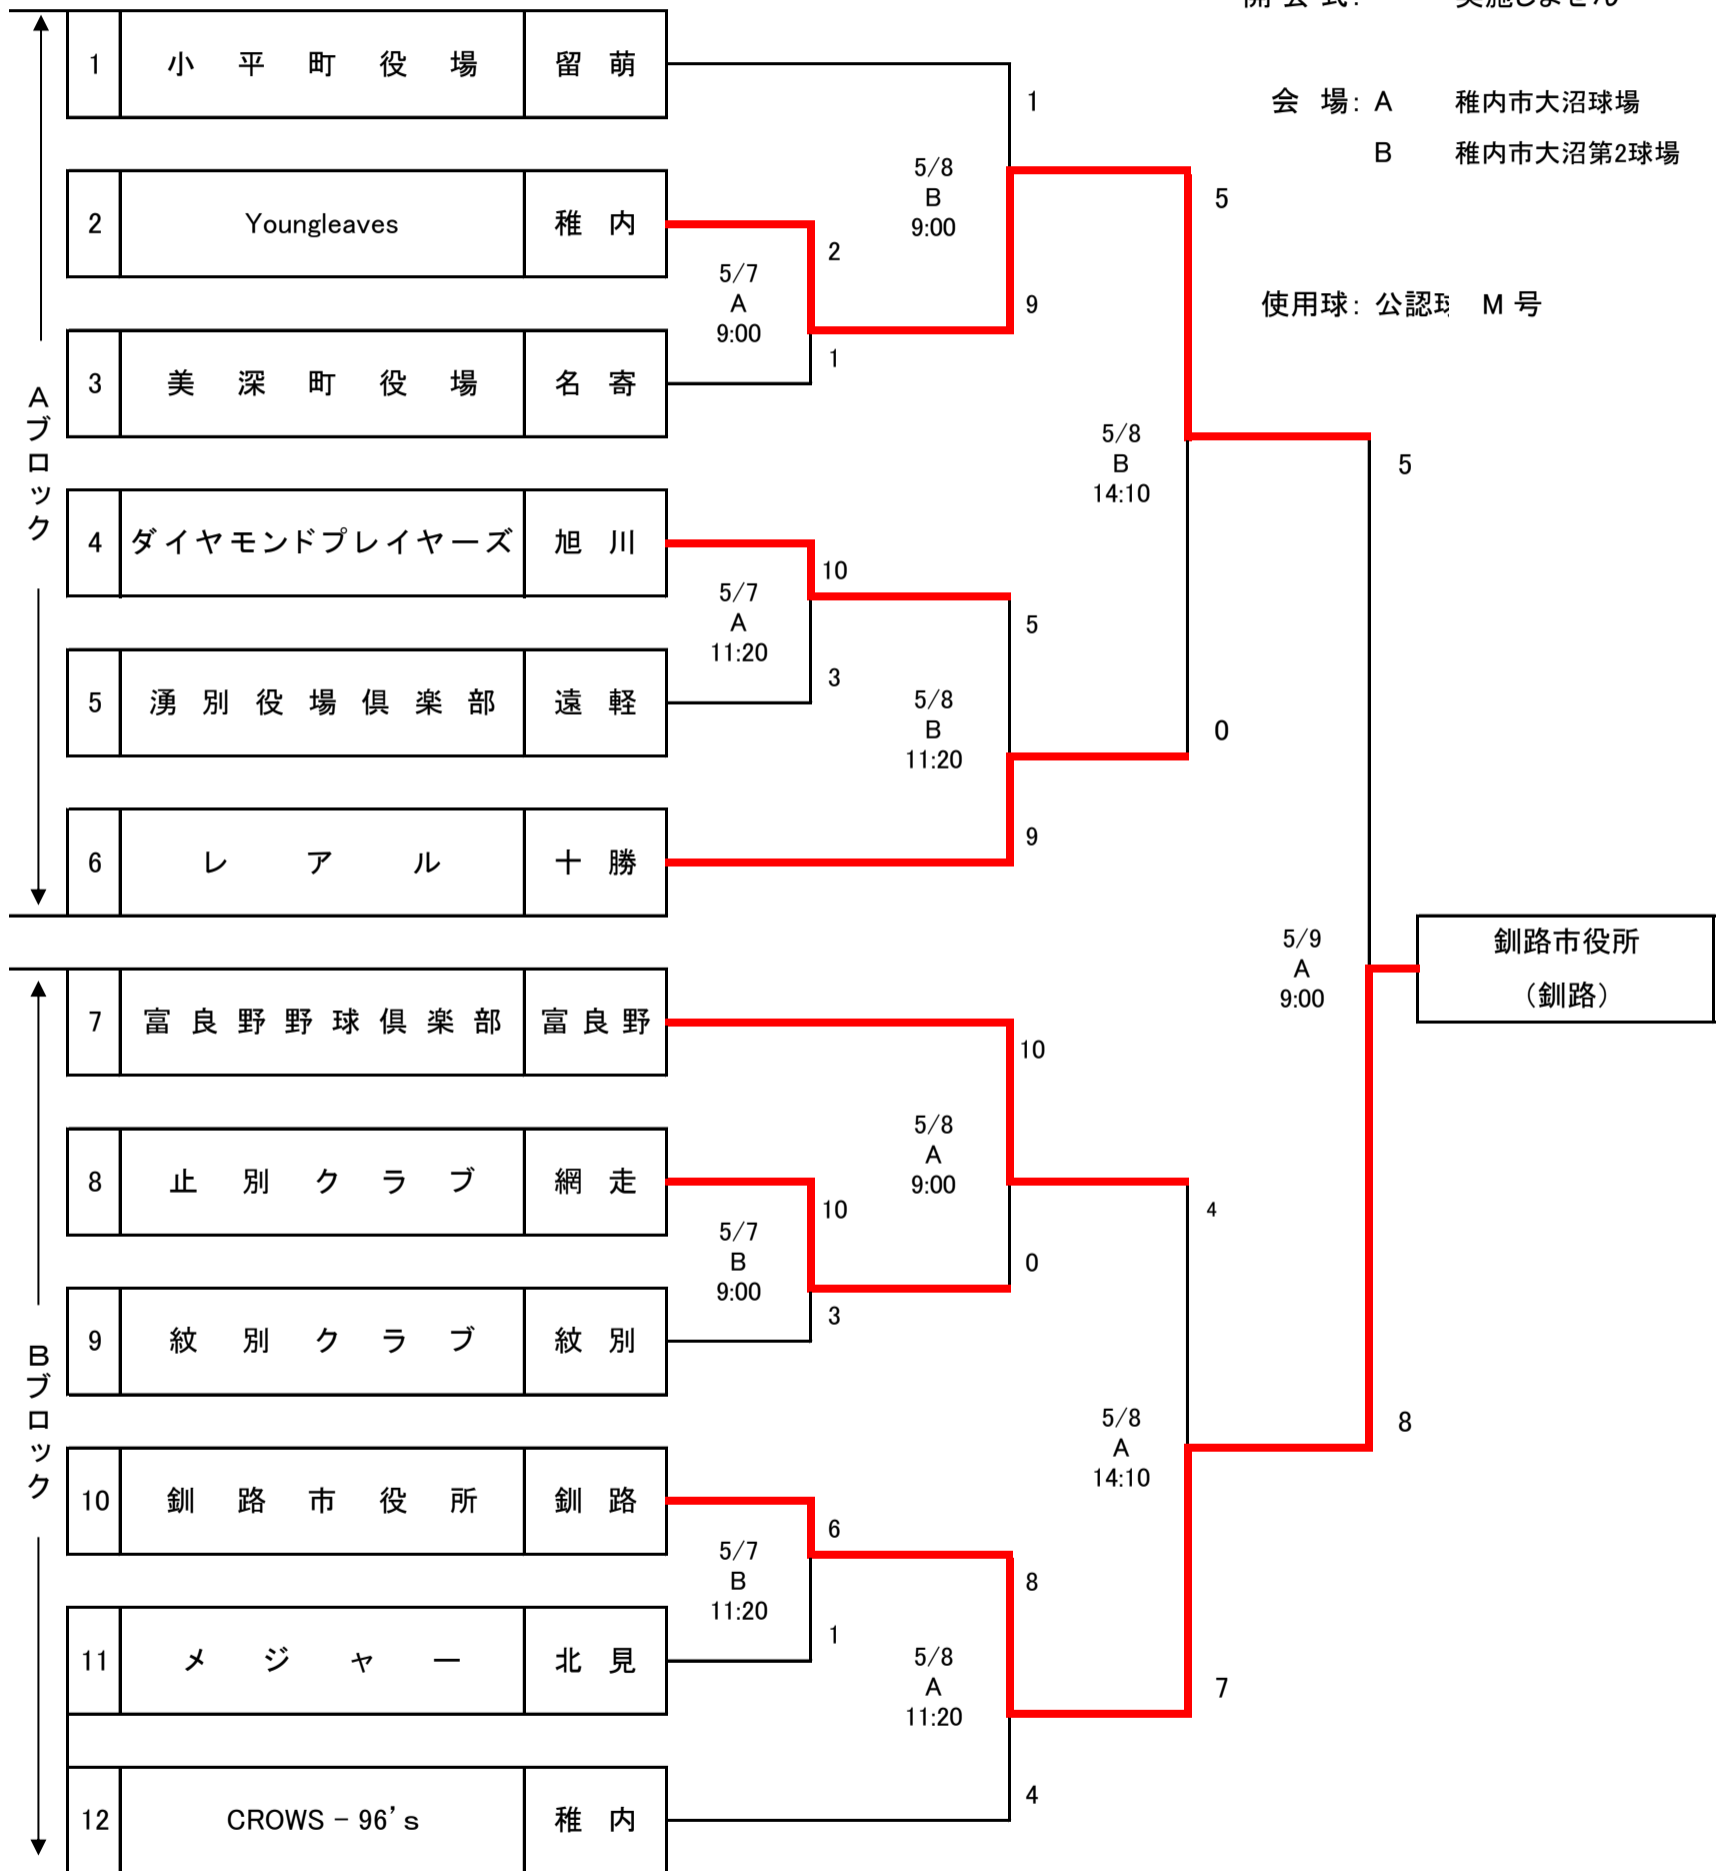 会場: A 稚内市大沼球場
B 稚内市大沼第2球場
使用球: 公認球 M 号
Aブロック
1 小平町役場 留萌
2 Youngleaves 稚内
3 美深町役場 名寄
4 ダイヤモンドプレイヤーズ 旭川
5 湧別役場倶楽部 遠軽
6 レアル 十勝
Bブロック
7 富良野野球倶楽部 富良野
8 止別クラブ 網走
9 紋別クラブ 紋別
10 釧路市役所 釧路
11 メジャー 北見
12 CROWS - 96's 稚内
5/7
A
9:00
2
1
5/7
A
11:20
10
3
5/7
B
9:00
10
3
5/7
B
11:20
6
1
5/8
B
9:00
1
9
5/8
B
11:20
5
9
5/8
A
9:00
10
0
5/8
A
11:20
8
4
5/8
B
14:10
5
0
5/8
A
14:10
4
7
5/9
A
9:00
5
8
釧路市役所
(釧路)